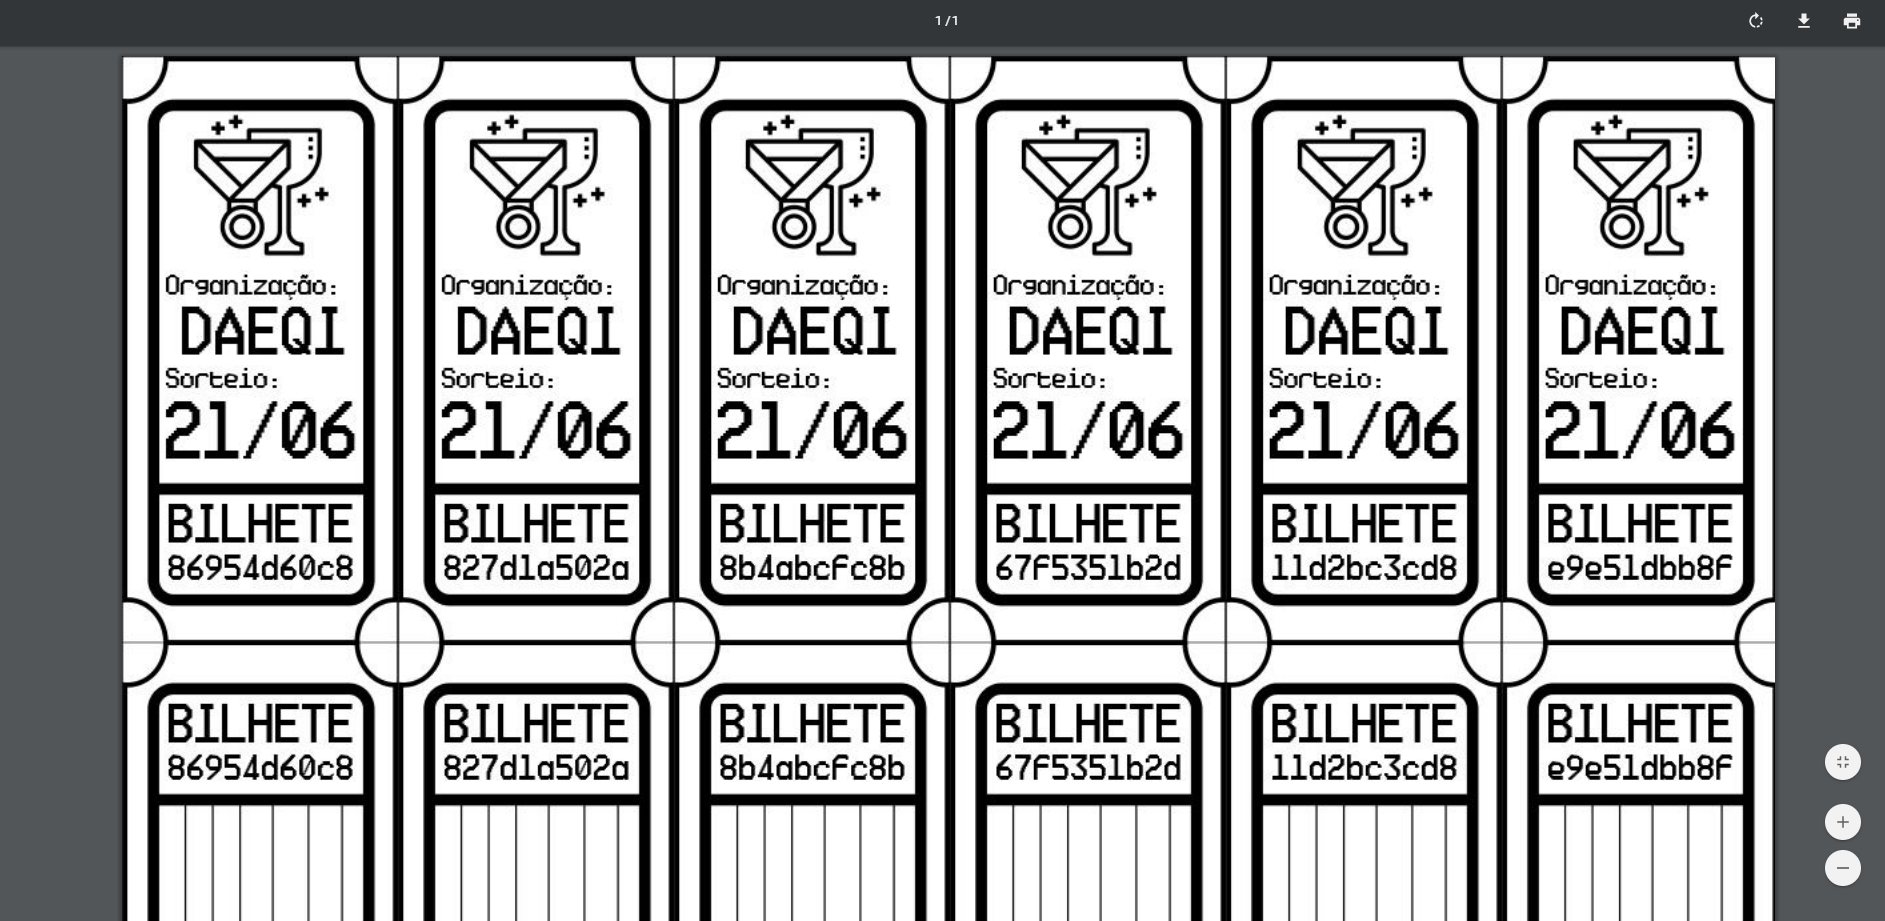 1 / 1
Organização: Organização: Organização: Organização: Organização: Organização:
DAEQI DAEQI DAEQI DAEQI DAEQI DAEQI
Sorteio: Sorteio: Sorteio: Sorteio: Sorteio: Sorteio:
21/06 21/06 21/06 21/06 21/06 21/06
BILHETE BILHETE BILHETE BILHETE BILHETE BILHETE
86954d60c8 827d1a502a 8b4abcfc8b 67f5351b2d 11d2bc3cd8 e9e51dbb8f
BILHETE BILHETE BILHETE BILHETE BILHETE BILHETE
86954d60c8 827d1a502a 8b4abcfc8b 67f5351b2d 11d2bc3cd8 e9e51dbb8f